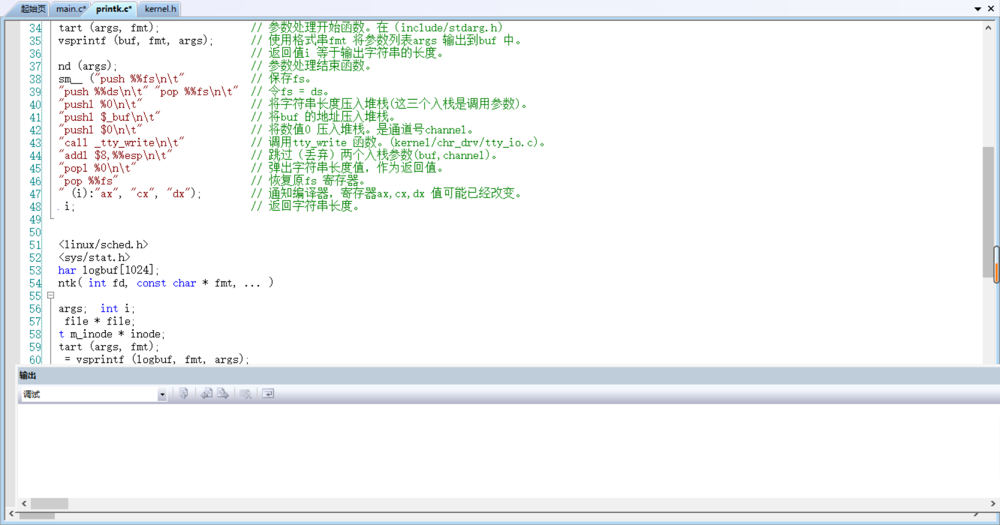 起始页 main.c* printk.c* kernel.h
34 tart (args, fmt); // 参数处理开始函数。在 (include/stdarg.h)
35 vsprintf (buf, fmt, args); // 使用格式串fmt 将参数列表args 输出到buf 中。
36 // 返回值i 等于输出字符串的长度。
37 nd (args); // 参数处理结束函数。
38 sm__ ("push %%fs\n\t" // 保存fs。
39 "push %%ds\n\t" "pop %%fs\n\t" // 令fs = ds。
40 "pushl %0\n\t" // 将字符串长度压入堆栈(这三个入栈是调用参数)。
41 "pushl $_buf\n\t" // 将buf 的地址压入堆栈。
42 "pushl $0\n\t" // 将数值0 压入堆栈。是通道号channel。
43 "call _tty_write\n\t" // 调用tty_write 函数。(kernel/chr_drv/tty_io.c)。
44 "addl $8,%%esp\n\t" // 跳过（丢弃）两个入栈参数(buf,channel)。
45 "popl %0\n\t" // 弹出字符串长度值，作为返回值。
46 "pop %%fs" // 恢复原fs 寄存器。
47 " (i):"ax", "cx", "dx"); // 通知编译器，寄存器ax,cx,dx 值可能已经改变。
48 i; // 返回字符串长度。
49
50
51 <linux/sched.h>
52 <sys/stat.h>
53 har logbuf[1024];
54 ntk( int fd, const char * fmt, ... )
55
56 args; int i;
57 file * file;
58 t m_inode * inode;
59 tart (args, fmt);
60 = vsprintf (logbuf, fmt, args);
输出
调试